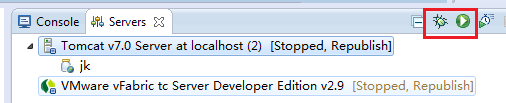 Console Servers
Tomcat v7.0 Server at localhost (2) [Stopped, Republish]
jk
VMware vFabric tc Server Developer Edition v2.9 [Stopped, Republish]